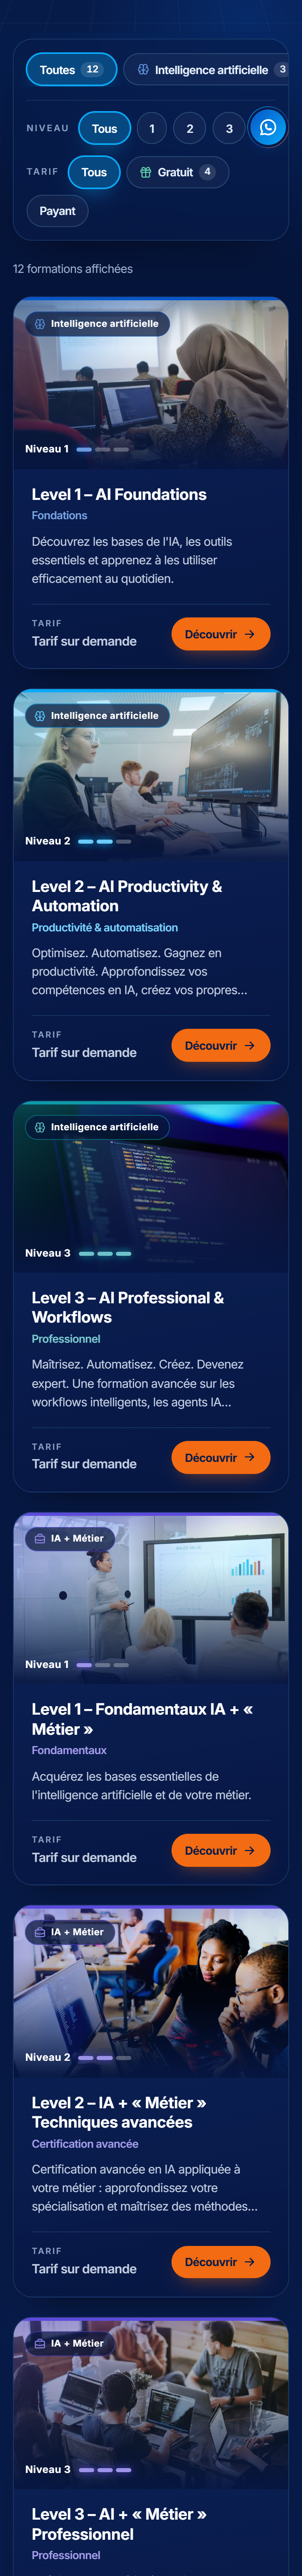 Toutes 12 Intelligence artificielle 3
NIVEAU Tous 1 2 3
TARIF Tous Gratuit 4
Payant
12 formations affichées
Intelligence artificielle
Niveau 1
Level 1 – AI Foundations
Fondations
Découvrez les bases de l'IA, les outils
essentiels et apprenez à les utiliser
efficacement au quotidien.
TARIF
Tarif sur demande
Découvrir →
Intelligence artificielle
Niveau 2
Level 2 – AI Productivity &
Automation
Productivité & automatisation
Optimisez. Automatisez. Gagnez en
productivité. Approfondissez vos
compétences en IA, créez vos propres…
TARIF
Tarif sur demande
Découvrir →
Intelligence artificielle
Niveau 3
Level 3 – AI Professional &
Workflows
Professionnel
Maîtrisez. Automatisez. Créez. Devenez
expert. Une formation avancée sur les
workflows intelligents, les agents IA…
TARIF
Tarif sur demande
Découvrir →
IA + Métier
Niveau 1
Level 1 – Fondamentaux IA + «
Métier »
Fondamentaux
Acquérez les bases essentielles de
l'intelligence artificielle et de votre métier.
TARIF
Tarif sur demande
Découvrir →
IA + Métier
Niveau 2
Level 2 – IA + « Métier »
Techniques avancées
Certification avancée
Certification avancée en IA appliquée à
votre métier : approfondissez votre
spécialisation et maîtrisez des méthodes…
TARIF
Tarif sur demande
Découvrir →
IA + Métier
Niveau 3
Level 3 – AI + « Métier »
Professionnel
Professionnel